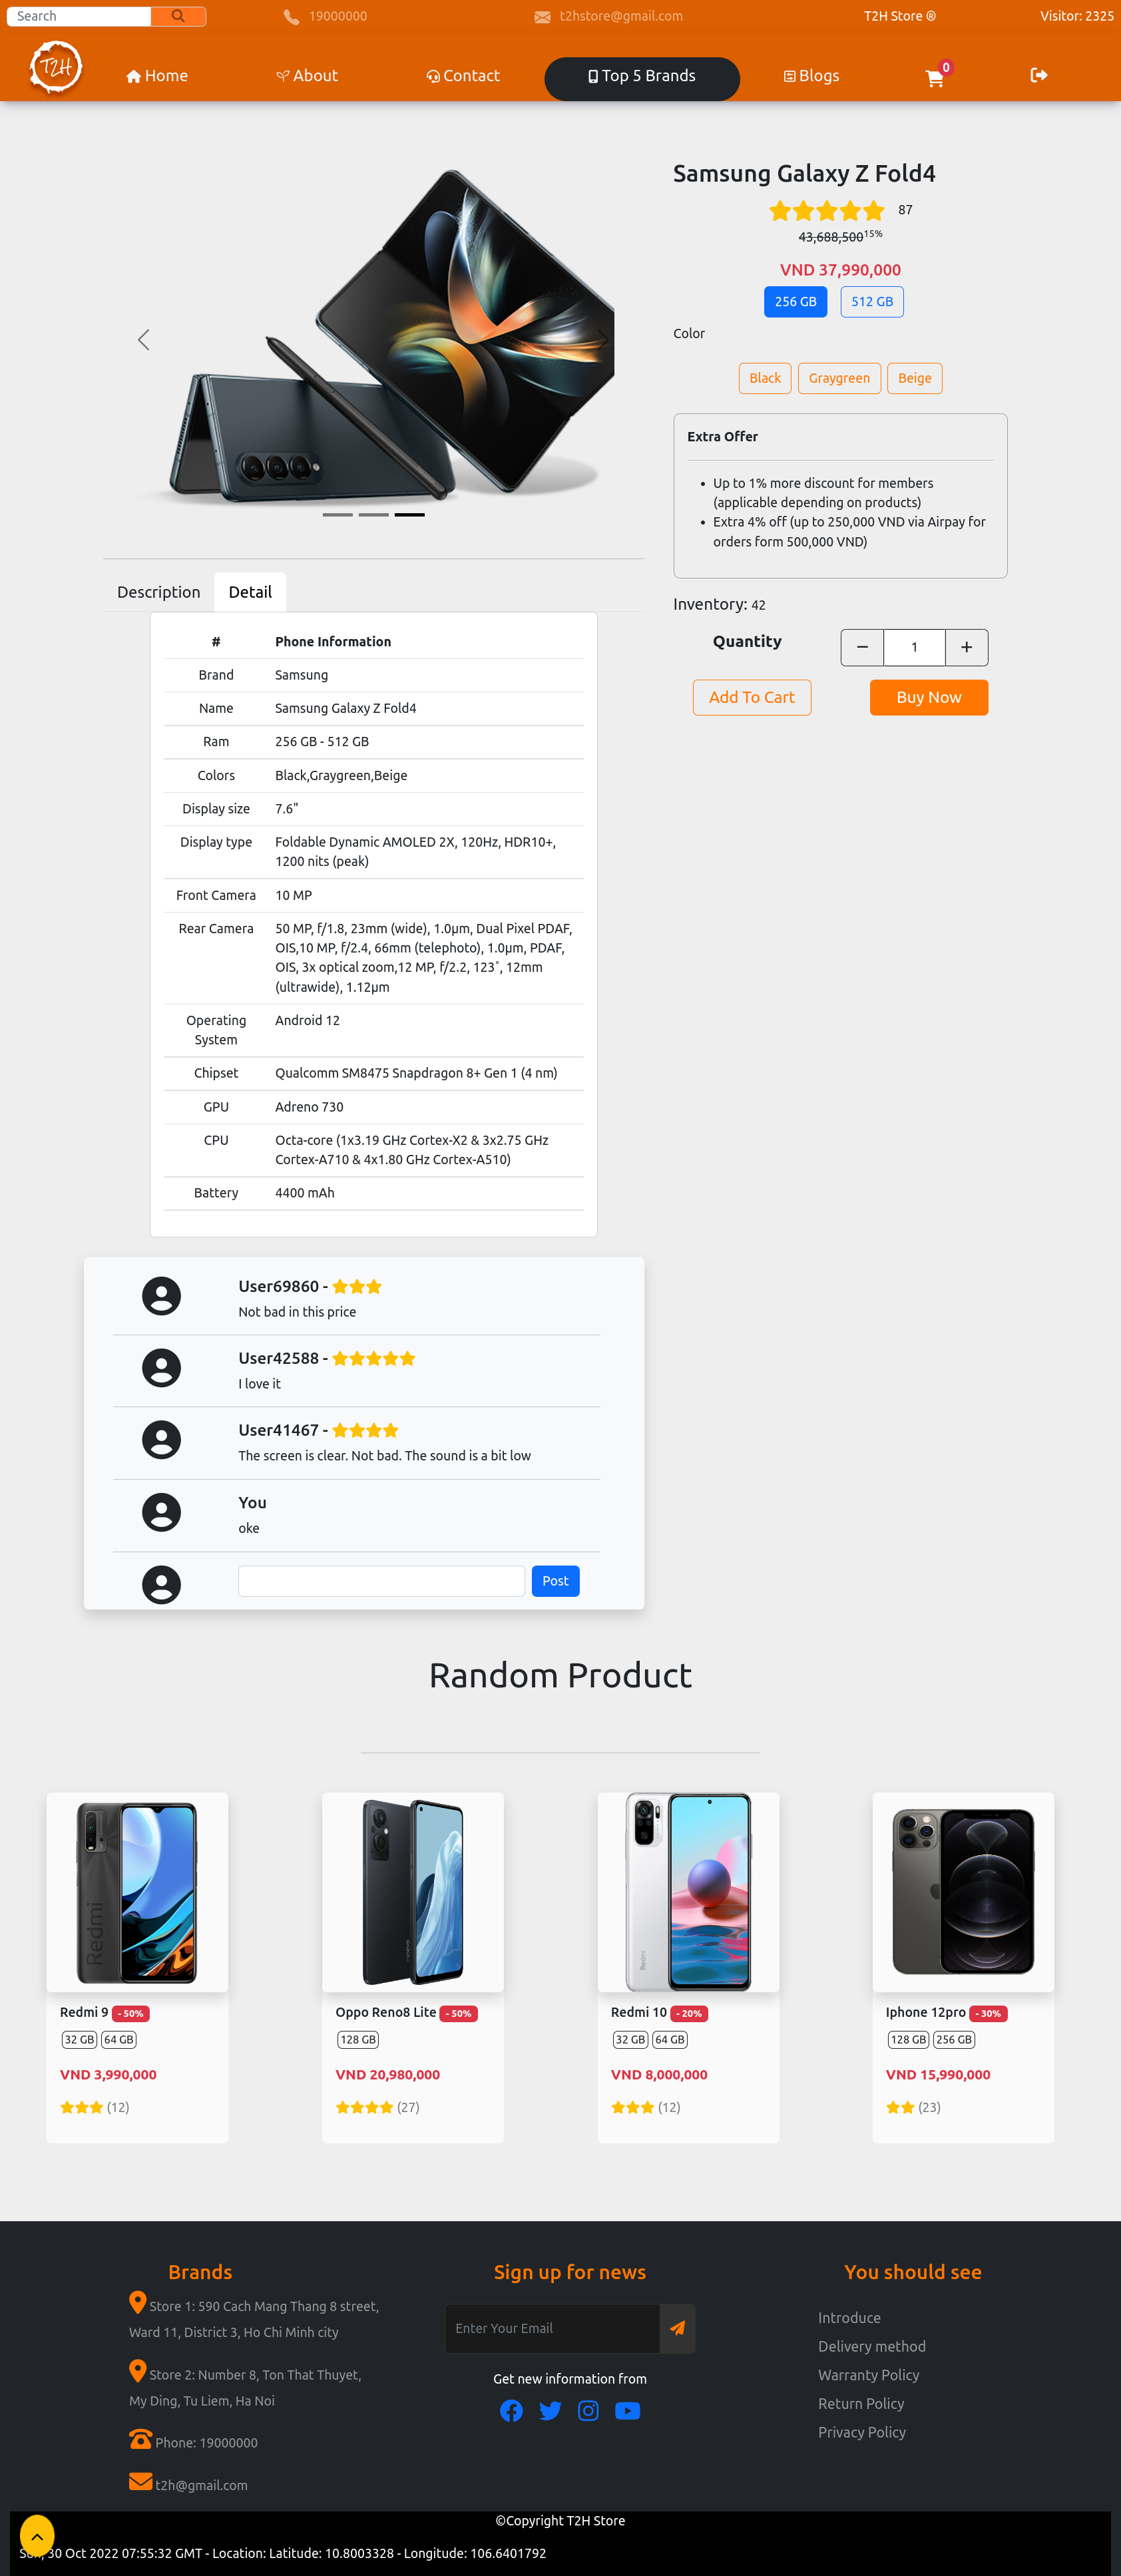 Search
19000000
t2hstore@gmail.com
T2H Store ®
Visitor: 2325
T2H
Home
About
Contact
Top 5 Brands
Blogs
0
Samsung Galaxy Z Fold4
87
43,688,500 15%
VND 37,990,000
256 GB
512 GB
Color
Black
Graygreen
Beige
Extra Offer
• Up to 1% more discount for members
(applicable depending on products)
• Extra 4% off (up to 250,000 VND via Airpay for
orders form 500,000 VND)
Inventory: 42
Quantity
1
Add To Cart
Buy Now
Description
Detail
# Phone Information
Brand Samsung
Name Samsung Galaxy Z Fold4
Ram 256 GB - 512 GB
Colors Black,Graygreen,Beige
Display size 7.6"
Display type Foldable Dynamic AMOLED 2X, 120Hz, HDR10+,
1200 nits (peak)
Front Camera 10 MP
Rear Camera 50 MP, f/1.8, 23mm (wide), 1.0µm, Dual Pixel PDAF,
OIS,10 MP, f/2.4, 66mm (telephoto), 1.0µm, PDAF,
OIS, 3x optical zoom,12 MP, f/2.2, 123˚, 12mm
(ultrawide), 1.12µm
Operating Android 12
System
Chipset Qualcomm SM8475 Snapdragon 8+ Gen 1 (4 nm)
GPU Adreno 730
CPU Octa-core (1x3.19 GHz Cortex-X2 & 3x2.75 GHz
Cortex-A710 & 4x1.80 GHz Cortex-A510)
Battery 4400 mAh
User69860 -
Not bad in this price
User42588 -
I love it
User41467 -
The screen is clear. Not bad. The sound is a bit low
You
oke
Post
Random Product
Redmi
Redmi
Redmi 9 - 50%
32 GB 64 GB
VND 3,990,000
(12)
Oppo Reno8 Lite - 50%
128 GB
VND 20,980,000
(27)
Redmi 10 - 20%
32 GB 64 GB
VND 8,000,000
(12)
Iphone 12pro - 30%
128 GB 256 GB
VND 15,990,000
(23)
Brands
Store 1: 590 Cach Mang Thang 8 street,
Ward 11, District 3, Ho Chi Minh city
Store 2: Number 8, Ton That Thuyet,
My Ding, Tu Liem, Ha Noi
Phone: 19000000
t2h@gmail.com
Sign up for news
Enter Your Email
Get new information from
You should see
Introduce
Delivery method
Warranty Policy
Return Policy
Privacy Policy
©Copyright T2H Store
30 Oct 2022 07:55:32 GMT - Location: Latitude: 10.8003328 - Longitude: 106.6401792